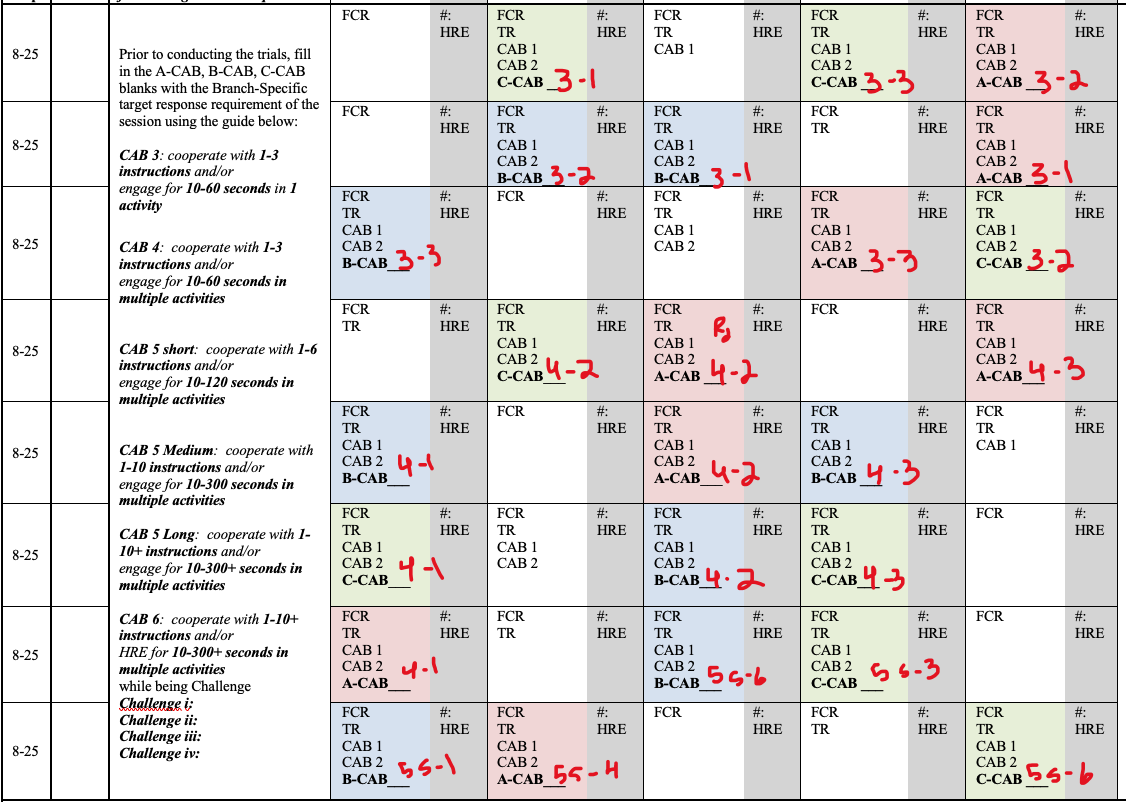 Prior to conducting the trials, fill
in the A-CAB, B-CAB, C-CAB
blanks with the Branch-Specific
target response requirement of the
session using the guide below:
CAB 3: cooperate with 1-3
instructions and/or
engage for 10-60 seconds in 1
activity
CAB 4: cooperate with 1-3
instructions and/or
engage for 10-60 seconds in
multiple activities
CAB 5 short: cooperate with 1-6
instructions and/or
engage for 10-120 seconds in
multiple activities
CAB 5 Medium: cooperate with
1-10 instructions and/or
engage for 10-300 seconds in
multiple activities
CAB 5 Long: cooperate with 1-
10+ instructions and/or
engage for 10-300+ seconds in
multiple activities
CAB 6: cooperate with 1-10+
instructions and/or
HRE for 10-300+ seconds in
multiple activities
while being Challenge
Challenge i:
Challenge ii:
Challenge iii:
Challenge iv:
8-25
FCR #:
HRE
FCR #:
TR HRE
CAB 1
CAB 2
C-CAB 3-1
FCR #:
TR HRE
CAB 1
FCR #:
TR HRE
CAB 1
CAB 2
C-CAB 3-3
FCR #:
TR HRE
CAB 1
CAB 2
A-CAB 3-2
8-25
FCR #:
HRE
FCR #:
TR HRE
CAB 1
CAB 2
B-CAB 3-2
FCR #:
TR HRE
CAB 1
CAB 2
B-CAB 3-1
FCR #:
TR HRE
FCR #:
TR HRE
CAB 1
CAB 2
A-CAB 3-1
8-25
FCR #:
TR HRE
CAB 1
CAB 2
B-CAB 3-3
FCR #:
HRE
FCR #:
TR HRE
CAB 1
CAB 2
FCR #:
TR HRE
CAB 1
CAB 2
A-CAB 3-3
FCR #:
TR HRE
CAB 1
CAB 2
C-CAB 3-2
8-25
FCR #:
TR HRE
FCR #:
TR HRE
CAB 1
CAB 2
C-CAB 4-2
FCR #:
TR HRE
CAB 1
CAB 2
A-CAB 4-2
FCR #:
HRE
FCR #:
TR HRE
CAB 1
CAB 2
A-CAB 4-3
8-25
FCR #:
TR HRE
CAB 1
CAB 2
B-CAB 4-1
FCR #:
HRE
FCR #:
TR HRE
CAB 1
CAB 2
A-CAB 4-2
FCR #:
TR HRE
CAB 1
CAB 2
B-CAB 4-3
FCR #:
TR HRE
CAB 1
8-25
FCR #:
TR HRE
CAB 1
CAB 2
C-CAB 4-1
FCR #:
TR HRE
CAB 1
CAB 2
FCR #:
TR HRE
CAB 1
CAB 2
B-CAB 4-2
FCR #:
TR HRE
CAB 1
CAB 2
C-CAB 4-3
FCR #:
HRE
8-25
FCR #:
TR HRE
CAB 1
CAB 2
A-CAB 4-1
FCR #:
TR HRE
FCR #:
TR HRE
CAB 1
CAB 2
B-CAB 5s-6
FCR #:
TR HRE
CAB 1
CAB 2
C-CAB 5s-3
FCR #:
HRE
8-25
FCR #:
TR HRE
CAB 1
CAB 2
B-CAB 5s-1
FCR #:
TR HRE
CAB 1
CAB 2
A-CAB 5s-4
FCR #:
HRE
FCR #:
TR HRE
FCR #:
TR HRE
CAB 1
CAB 2
C-CAB 5s-6